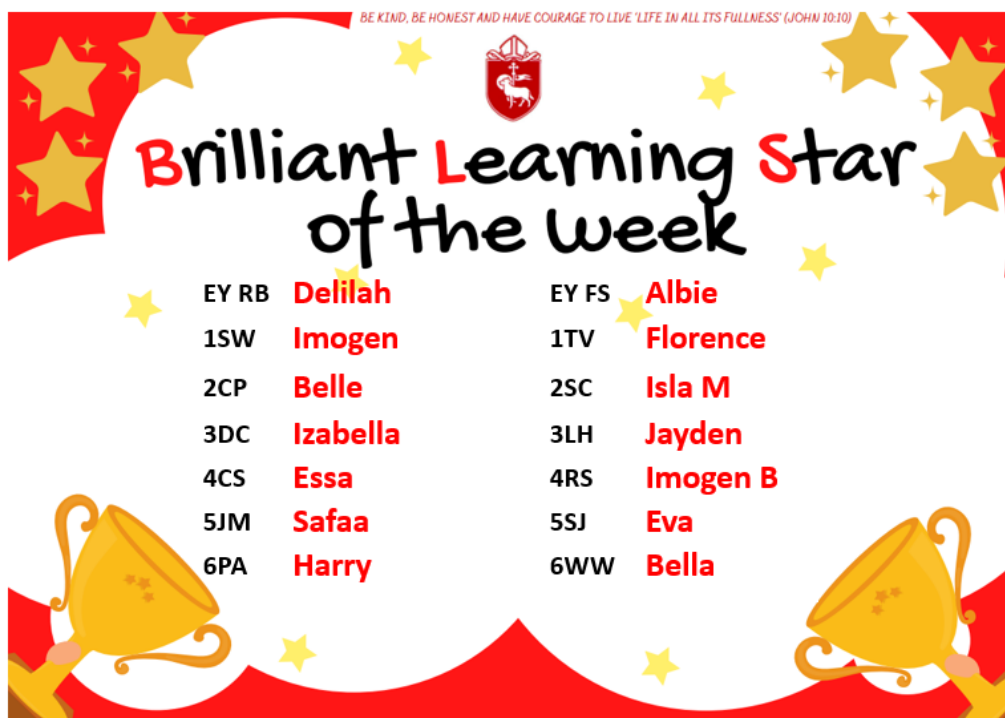 BE KIND, BE HONEST AND HAVE COURAGE TO LIVE 'LIFE IN ALL ITS FULLNESS' (JOHN 10:10)
Brilliant Learning Star
of the week
EY RB Delilah EY FS Albie
1SW Imogen 1TV Florence
2CP Belle 2SC Isla M
3DC Izabella 3LH Jayden
4CS Essa 4RS Imogen B
5JM Safaa 5SJ Eva
6PA Harry 6WW Bella